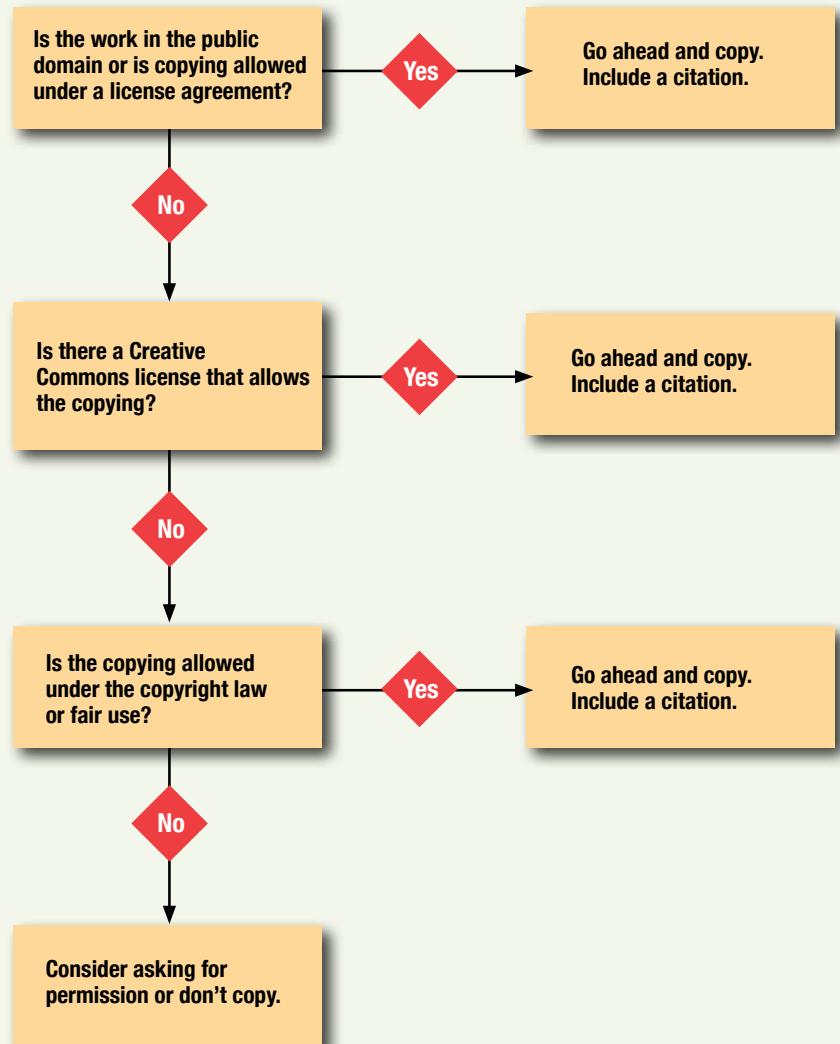 Is the work in the public
domain or is copying allowed
under a license agreement?
Yes
Go ahead and copy.
Include a citation.
No
Is there a Creative
Commons license that allows
the copying?
Yes
Go ahead and copy.
Include a citation.
No
Is the copying allowed
under the copyright law
or fair use?
Yes
Go ahead and copy.
Include a citation.
No
Consider asking for
permission or don’t copy.